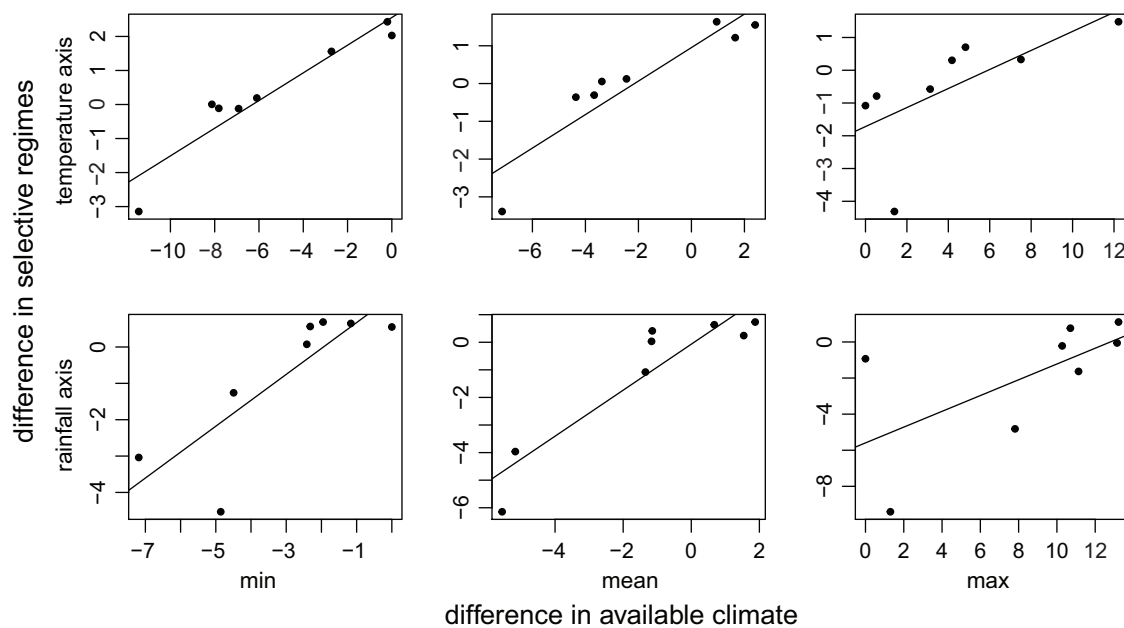 difference in selective regimes
temperature axis
2
1
0
−1
−2
−3
−10 −8 −6 −4 −2 0
1
0
−1
−2
−3
−6 −4 −2 0 2
1
0
−1
−2
−4
0 2 4 6 8 10 12
rainfall axis
0
−2
−4
−7 −5 −3 −1
min
0
−2
−4
−6
−4 −2 0 2
mean
0
−4
−8
0 2 4 6 8 10 12
max
difference in available climate